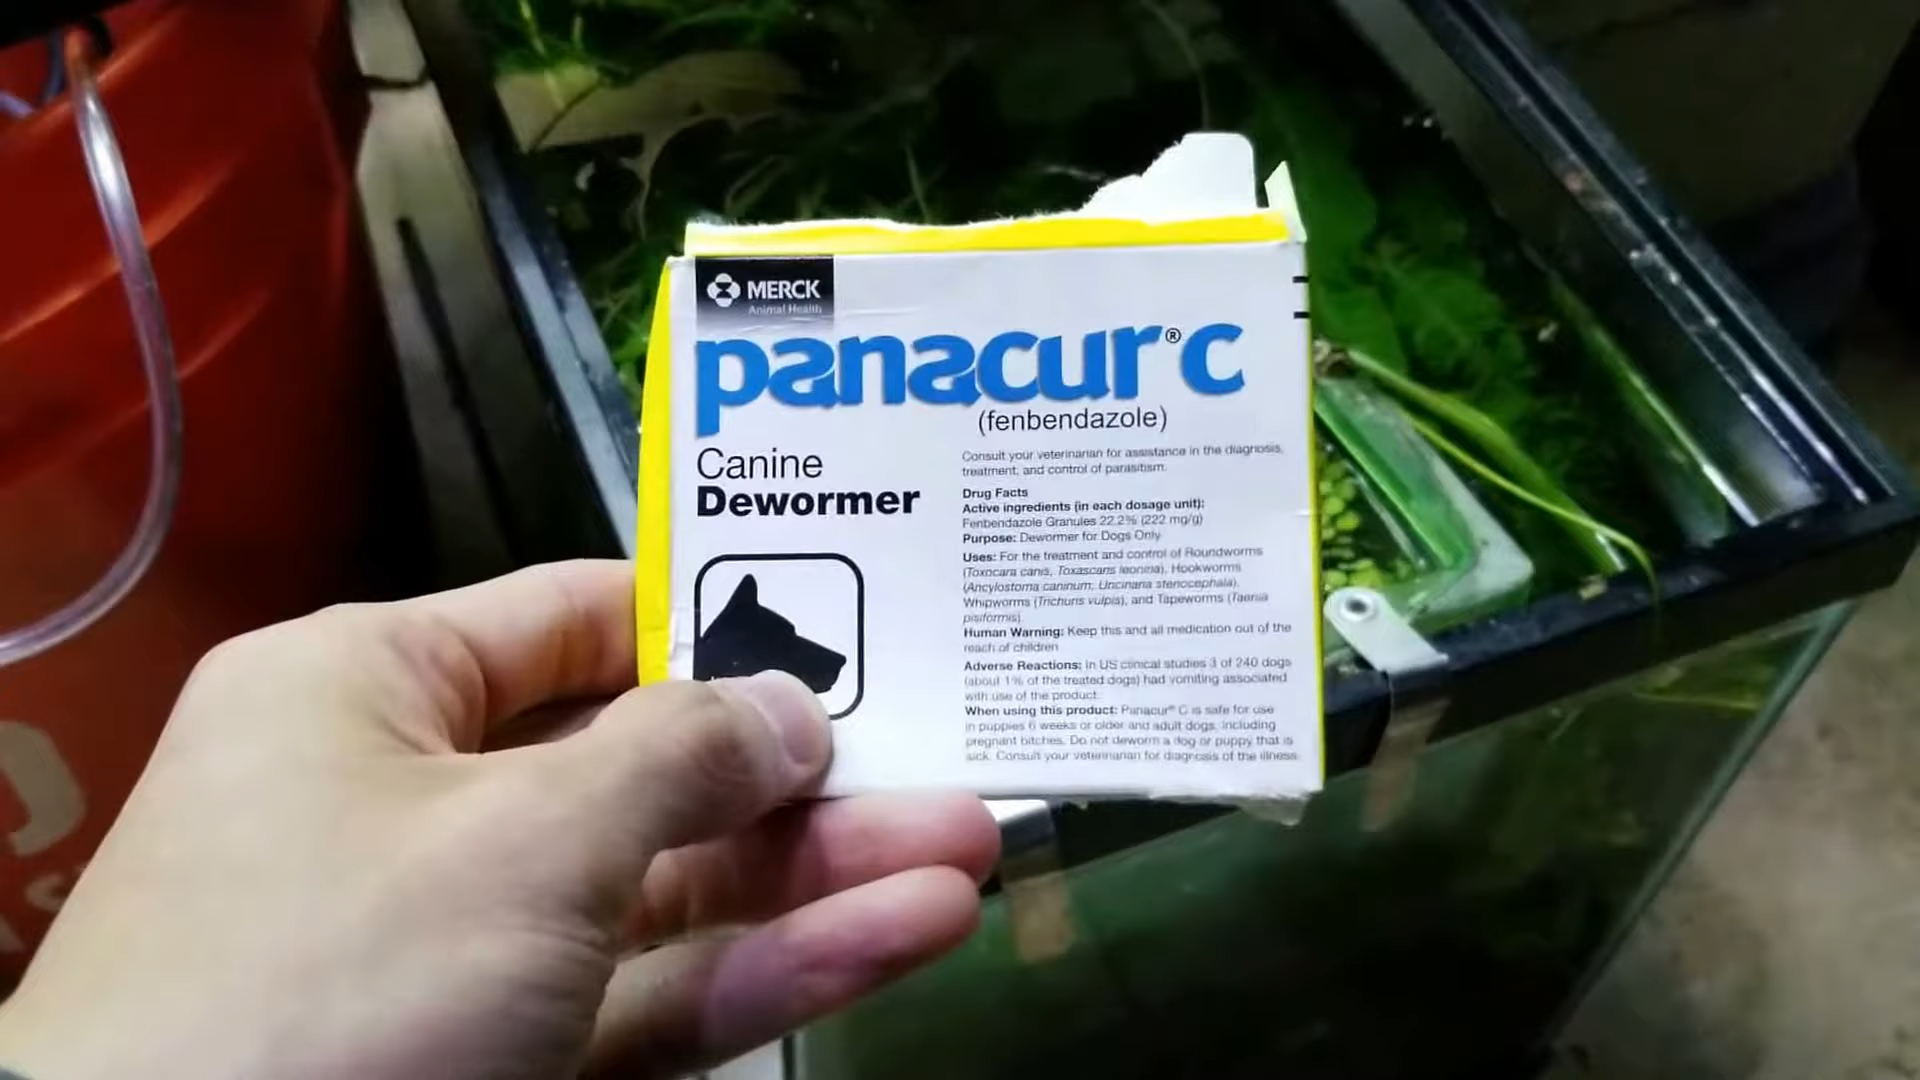 MERCK
Animal Health
panacur® c
(fenbendazole)
Canine
Dewormer
Consult your veterinarian for assistance in the diagnosis,
treatment, and control of parasitism.
Drug Facts
Active ingredients (in each dosage unit):
Fenbendazole Granules 22.2% (222 mg/g)
Purpose: Dewormer for Dogs Only
Uses: For the treatment and control of Roundworms
(Toxocara canis, Toxascaris leonina), Hookworms
(Ancylostoma caninum, Uncinaria stenocephala),
Whipworms (Trichuris vulpis), and Tapeworms (Taenia
pisiformis).
Human Warning: Keep this and all medication out of the
reach of children
Adverse Reactions: In US clinical studies 3 of 240 dogs
(about 1% of the treated dogs) had vomiting associated
with use of the product.
When using this product: Panacur® C is safe for use
in puppies 6 weeks or older and adult dogs, including
pregnant bitches. Do not deworm a dog or puppy that is
sick. Consult your veterinarian for diagnosis of the illness.